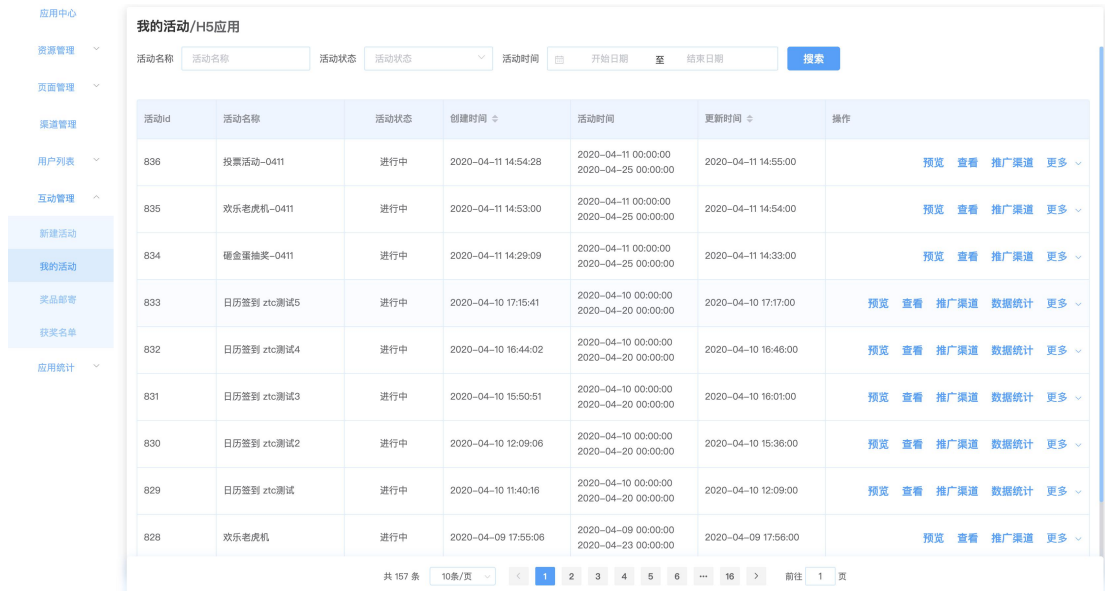 应用中心
资源管理
页面管理
渠道管理
用户列表
互动管理
新建活动
我的活动
奖品邮寄
获奖名单
应用统计
我的活动/H5应用
活动名称 活动名称 活动状态 活动状态 活动时间 开始日期 至 结束日期 搜索
活动id 活动名称 活动状态 创建时间 活动时间 更新时间 操作
836 投票活动-0411 进行中 2020-04-11 14:54:28 2020-04-11 00:00:00 2020-04-25 00:00:00 2020-04-11 14:55:00 预览 查看 推广渠道 更多
835 欢乐老虎机-0411 进行中 2020-04-11 14:53:00 2020-04-11 00:00:00 2020-04-25 00:00:00 2020-04-11 14:54:00 预览 查看 推广渠道 更多
834 砸金蛋抽奖-0411 进行中 2020-04-11 14:29:09 2020-04-11 00:00:00 2020-04-25 00:00:00 2020-04-11 14:33:00 预览 查看 推广渠道 更多
833 日历签到 ztc测试5 进行中 2020-04-10 17:15:41 2020-04-10 00:00:00 2020-04-20 00:00:00 2020-04-10 17:17:00 预览 查看 推广渠道 数据统计 更多
832 日历签到 ztc测试4 进行中 2020-04-10 16:44:02 2020-04-10 00:00:00 2020-04-20 00:00:00 2020-04-10 16:46:00 预览 查看 推广渠道 数据统计 更多
831 日历签到 ztc测试3 进行中 2020-04-10 15:50:51 2020-04-10 00:00:00 2020-04-20 00:00:00 2020-04-10 16:01:00 预览 查看 推广渠道 数据统计 更多
830 日历签到 ztc测试2 进行中 2020-04-10 12:09:06 2020-04-10 00:00:00 2020-04-20 00:00:00 2020-04-10 15:36:00 预览 查看 推广渠道 数据统计 更多
829 日历签到 ztc测试 进行中 2020-04-10 11:40:16 2020-04-10 00:00:00 2020-04-20 00:00:00 2020-04-10 12:09:00 预览 查看 推广渠道 数据统计 更多
828 欢乐老虎机 进行中 2020-04-09 17:55:06 2020-04-09 00:00:00 2020-04-23 00:00:00 2020-04-09 17:56:00 预览 查看 推广渠道 更多
共 157 条 10条/页 1 2 3 4 5 6 ··· 16 前往 1 页